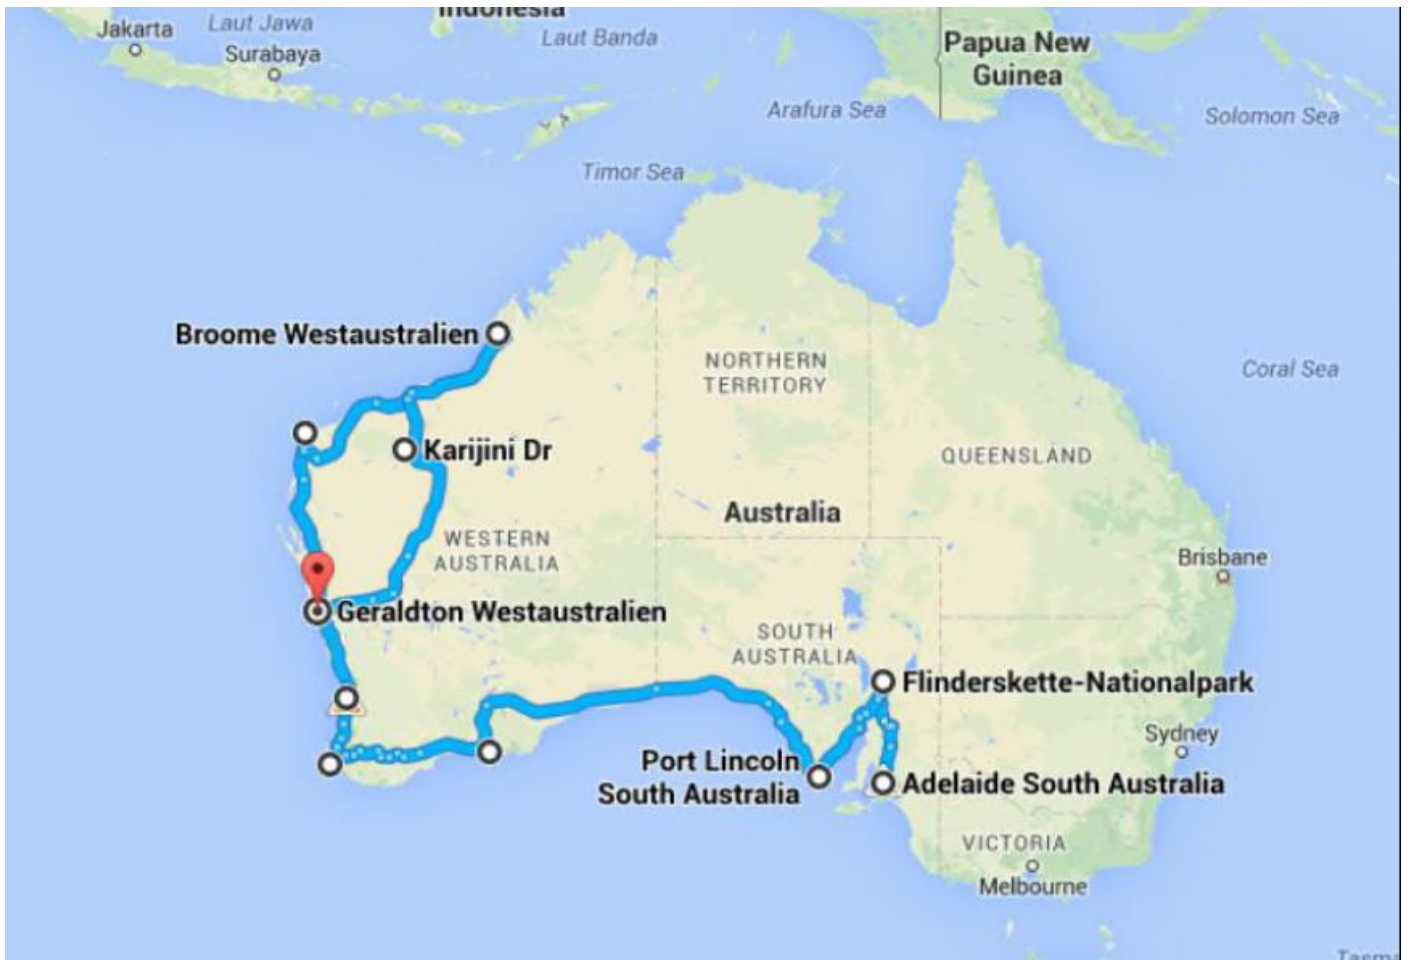 Indonesia
Jakarta
Laut Jawa
Surabaya
Laut Banda
Papua New
Guinea
Arafura Sea
Solomon Sea
Timor Sea
Broome Westaustralien
NORTHERN
TERRITORY
Coral Sea
Karijini Dr
QUEENSLAND
Australia
WESTERN
AUSTRALIA
Brisbane
Geraldton Westaustralien
SOUTH
AUSTRALIA
Flinderskette-Nationalpark
Sydney
Port Lincoln
South Australia
Adelaide South Australia
VICTORIA
Melbourne
Tasma